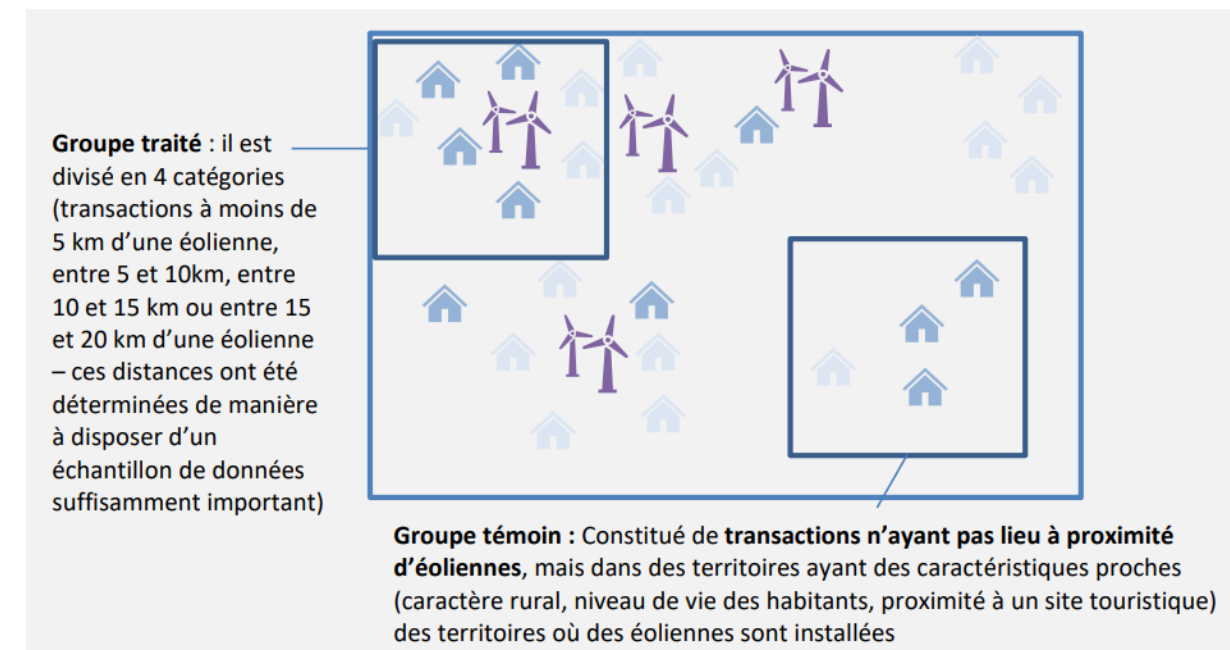 Groupe traité : il est
divisé en 4 catégories
(transactions à moins de
5 km d’une éolienne,
entre 5 et 10km, entre
10 et 15 km ou entre 15
et 20 km d’une éolienne
– ces distances ont été
déterminées de manière
à disposer d’un
échantillon de données
suffisamment important)
Groupe témoin : Constitué de transactions n’ayant pas lieu à proximité
d’éoliennes, mais dans des territoires ayant des caractéristiques proches
(caractère rural, niveau de vie des habitants, proximité à un site touristique)
des territoires où des éoliennes sont installées